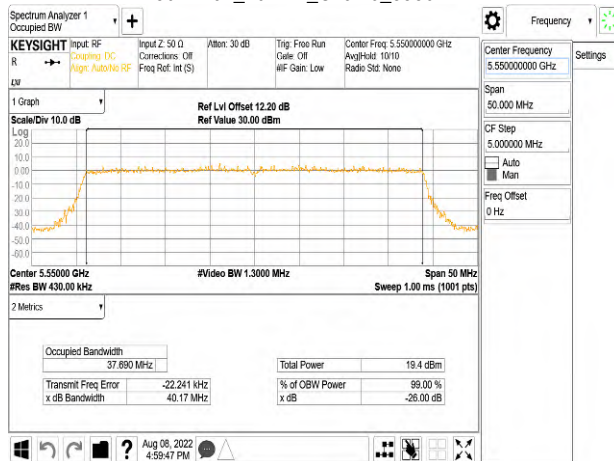 Spectrum Analyzer 1
Occupied BW
+
Frequency
KEYSIGHT
R
Input: RF
Coupling: DC
Align: Auto/No RF
Input Z: 50 Ω
Corrections: Off
Freq Ref: Int (S)
Atten: 30 dB
Trig: Free Run
Gate: Off
#IF Gain: Low
Center Freq: 5.550000000 GHz
Avg|Hold: 10/10
Radio Std: None
Center Frequency
5.550000000 GHz
Settings
Span
50.000 MHz
CF Step
5.000000 MHz
Auto
Man
Freq Offset
0 Hz
1 Graph
Scale/Div 10.0 dB
Ref Lvl Offset 12.20 dB
Ref Value 30.00 dBm
Log
20.0
10.0
0.00
-10.0
-20.0
-30.0
-40.0
-50.0
-60.0
Center 5.55000 GHz
#Video BW 1.3000 MHz
Span 50 MHz
#Res BW 430.00 kHz
Sweep 1.00 ms (1001 pts)
2 Metrics
Occupied Bandwidth
37.690 MHz
Total Power 19.4 dBm
Transmit Freq Error -22.241 kHz
% of OBW Power 99.00 %
x dB Bandwidth 40.17 MHz
x dB -26.00 dB
?
Aug 08, 2022
4:59:47 PM